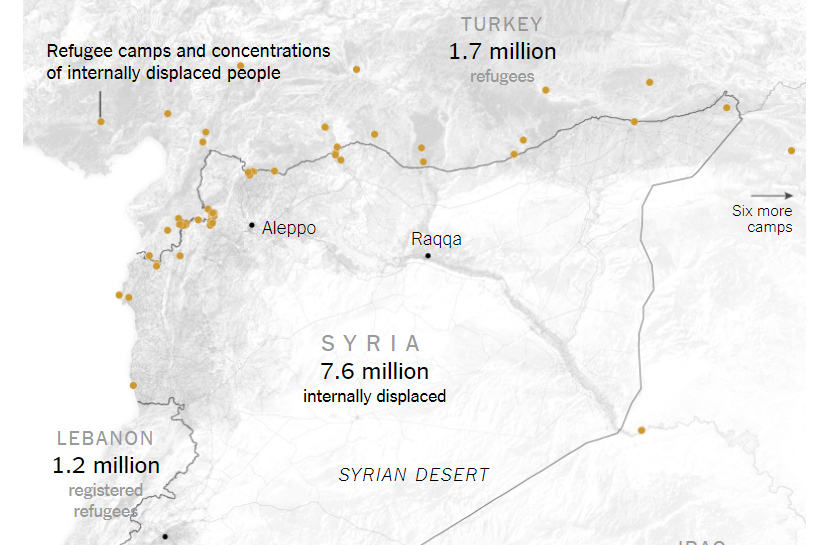 TURKEY
1.7 million
refugees
Refugee camps and concentrations
of internally displaced people
Six more
camps
Aleppo
Raqqa
SYRIA
7.6 million
internally displaced
LEBANON
1.2 million
registered
refugees
SYRIAN DESERT
IRAQ